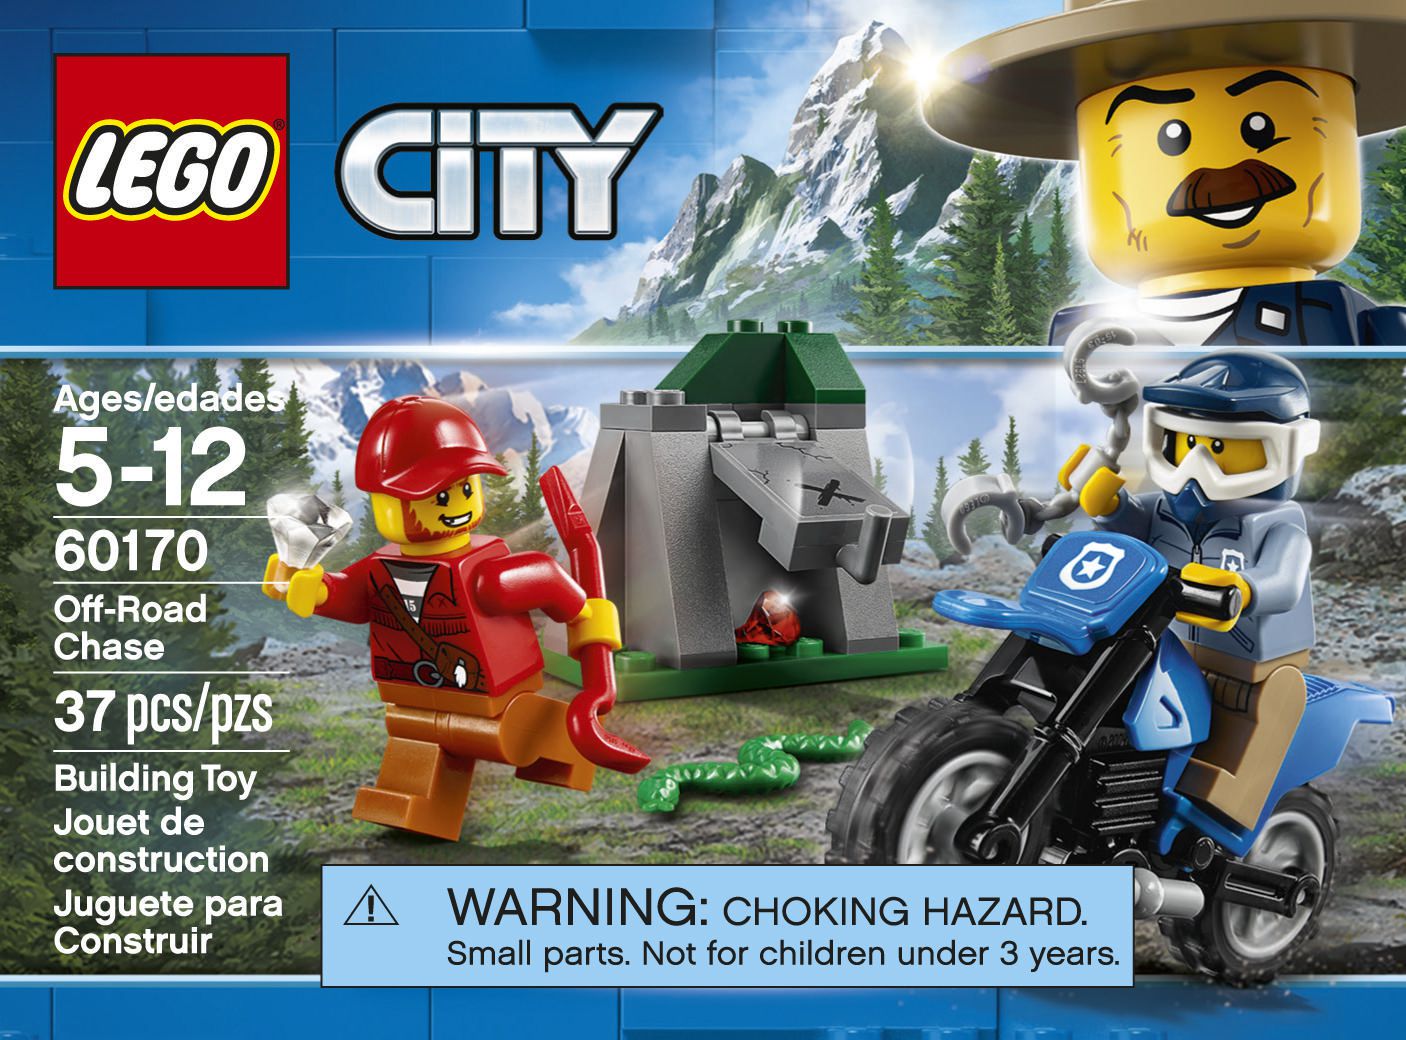 LEGO®
CITY
Ages/edades
5-12
60170
Off-Road
Chase
37 pcs/pzs
Building Toy
Jouet de
construction
Juguete para
Construir
WARNING: CHOKING HAZARD.
Small parts. Not for children under 3 years.